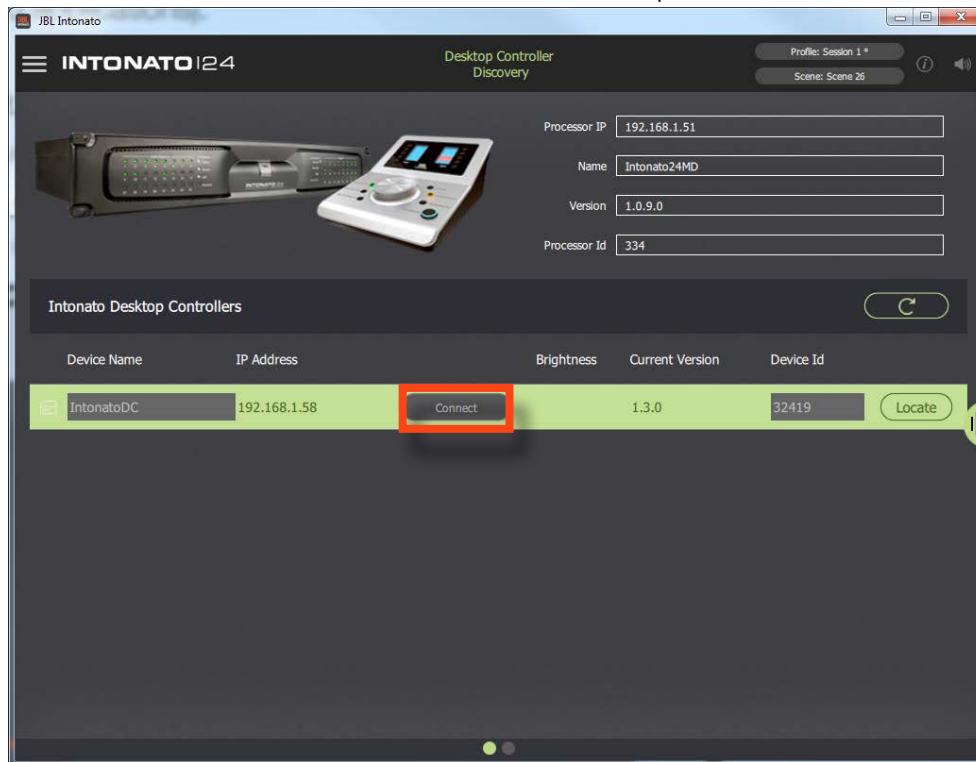 JBL Intonato
INTONATO|24
Desktop Controller
Discovery
Profile: Session 1 *
Scene: Scene 26
Processor IP 192.168.1.51
Name Intonato24MD
Version 1.0.9.0
Processor Id 334
Intonato Desktop Controllers
Device Name IP Address Brightness Current Version Device Id
IntonatoDC 192.168.1.58 Connect 1.3.0 32419 Locate